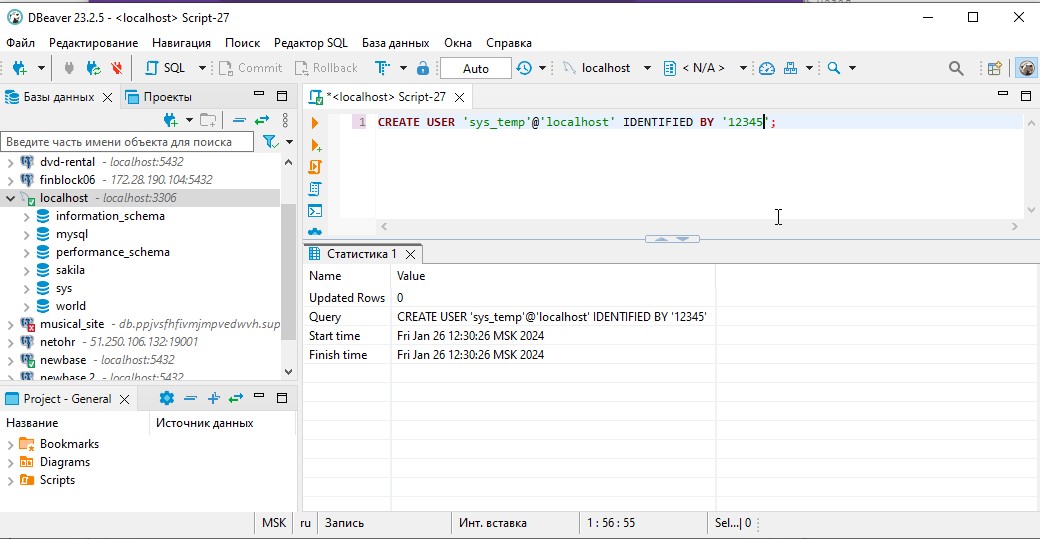 DBeaver 23.2.5 - <localhost> Script-27
Файл Редактирование Навигация Поиск Редактор SQL База данных Окна Справка
SQL Commit Rollback Auto localhost < N/A >
Базы данных Проекты
*<localhost> Script-27
Введите часть имени объекта для поиска
1 CREATE USER 'sys_temp'@'localhost' IDENTIFIED BY '12345';
dvd-rental - localhost:5432
finblock06 - 172.28.190.104:5432
localhost - localhost:3306
information_schema
mysql
performance_schema
sakila
sys
world
musical_site - db.ppjvsfhfivmjmpvedwvh.sup
netohr - 51.250.106.132:19001
newbase - localhost:5432
newbase 2 - localhost:5432
Статистика 1
Name Value
Updated Rows 0
Query CREATE USER 'sys_temp'@'localhost' IDENTIFIED BY '12345'
Start time Fri Jan 26 12:30:26 MSK 2024
Finish time Fri Jan 26 12:30:26 MSK 2024
Project - General
Название Источник данных
Bookmarks
Diagrams
Scripts
MSK ru Запись Инт. вставка 1 : 56 : 55 Sel...| 0